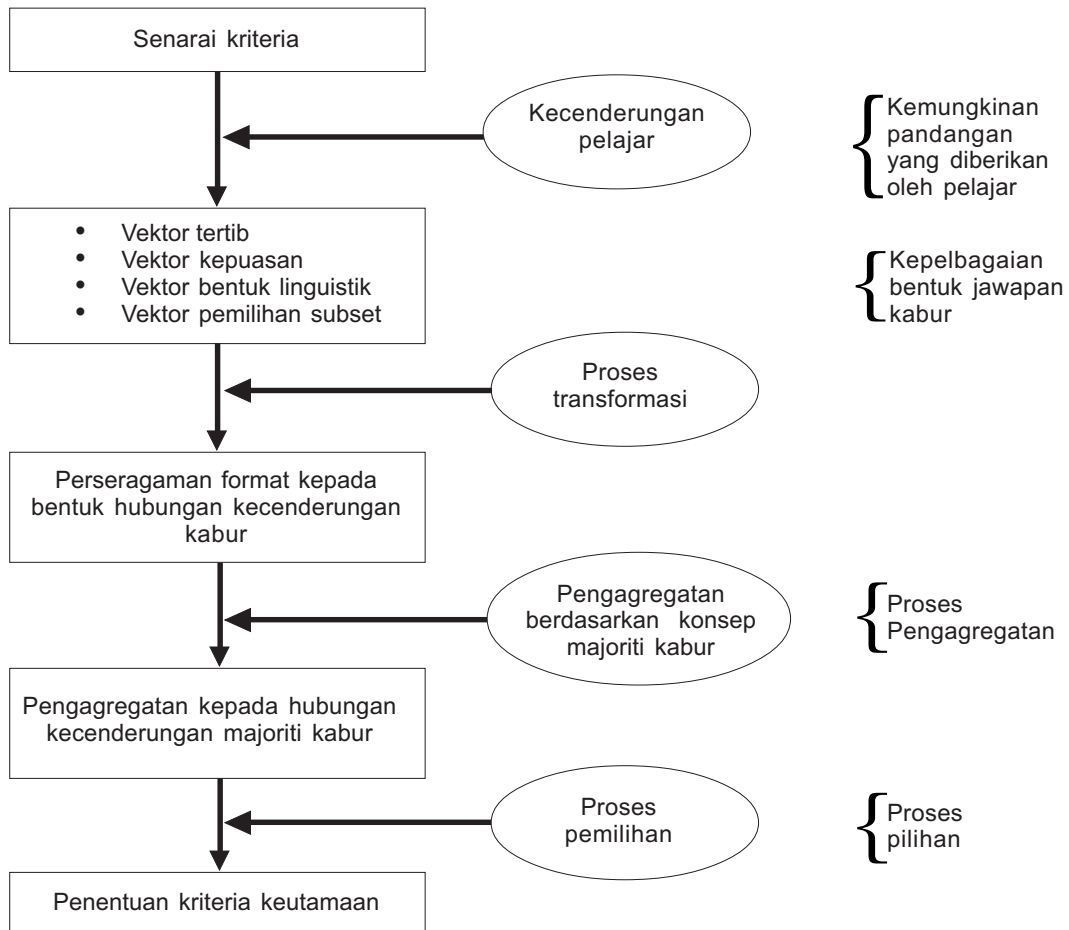 Senarai kriteria
Kecenderungan
pelajar
Kemungkinan
pandangan
yang diberikan
oleh pelajar
• Vektor tertib
• Vektor kepuasan
• Vektor bentuk linguistik
• Vektor pemilihan subset
Kepelbagaian
bentuk jawapan
kabur
Proses
transformasi
Perseragaman format kepada
bentuk hubungan kecenderungan
kabur
Pengagregatan
berdasarkan konsep
majoriti kabur
Proses
Pengagregatan
Pengagregatan kepada hubungan
kecenderungan majoriti kabur
Proses
pemilihan
Proses
pilihan
Penentuan kriteria keutamaan